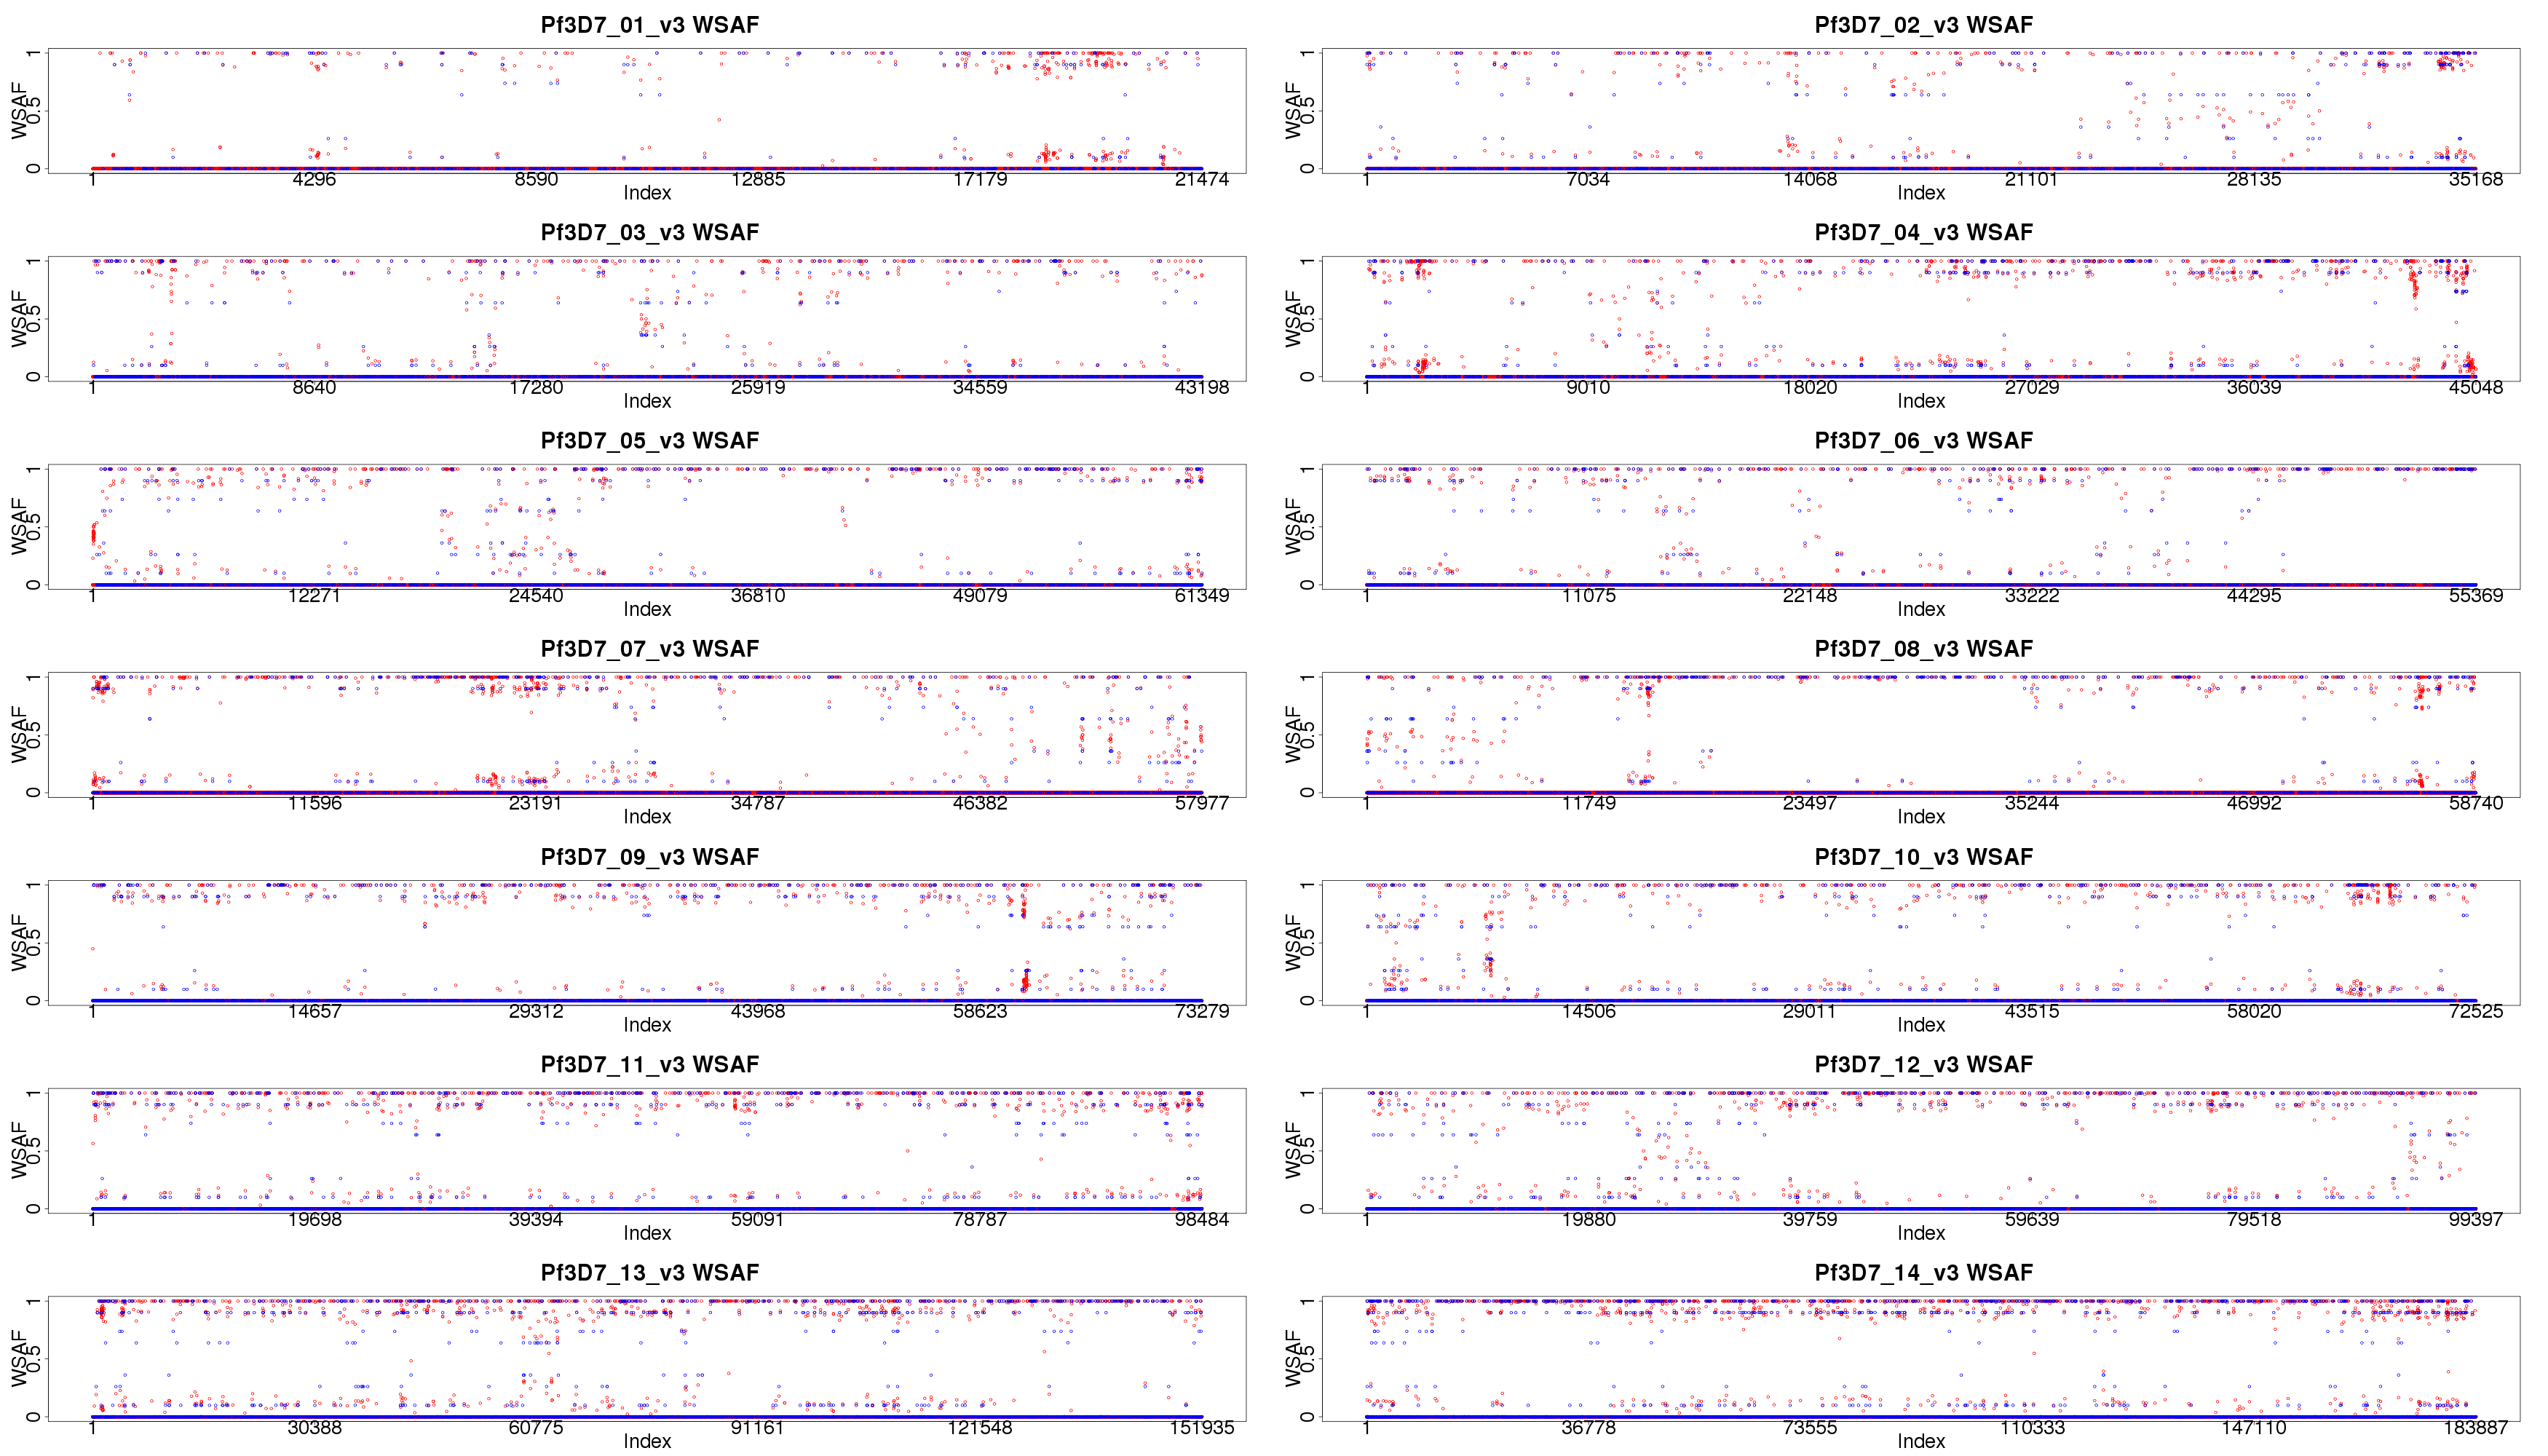 Pf3D7_01_v3 WSAF
WSAF
0 0.5 1
1 4296 8590 12885 17179 21474
Index
Pf3D7_02_v3 WSAF
WSAF
0 0.5 1
1 7034 14068 21101 28135 35168
Index
Pf3D7_03_v3 WSAF
WSAF
0 0.5 1
1 8640 17280 25919 34559 43198
Index
Pf3D7_04_v3 WSAF
WSAF
0 0.5 1
1 9010 18020 27029 36039 45048
Index
Pf3D7_05_v3 WSAF
WSAF
0 0.5 1
1 12271 24540 36810 49079 61349
Index
Pf3D7_06_v3 WSAF
WSAF
0 0.5 1
1 11075 22148 33222 44295 55369
Index
Pf3D7_07_v3 WSAF
WSAF
0 0.5 1
1 11596 23191 34787 46382 57977
Index
Pf3D7_08_v3 WSAF
WSAF
0 0.5 1
1 11749 23497 35244 46992 58740
Index
Pf3D7_09_v3 WSAF
WSAF
0 0.5 1
1 14657 29312 43968 58623 73279
Index
Pf3D7_10_v3 WSAF
WSAF
0 0.5 1
1 14506 29011 43515 58020 72525
Index
Pf3D7_11_v3 WSAF
WSAF
0 0.5 1
1 19698 39394 59091 78787 98484
Index
Pf3D7_12_v3 WSAF
WSAF
0 0.5 1
1 19880 39759 59639 79518 99397
Index
Pf3D7_13_v3 WSAF
WSAF
0 0.5 1
1 30388 60775 91161 121548 151935
Index
Pf3D7_14_v3 WSAF
WSAF
0 0.5 1
1 36778 73555 110333 147110 183887
Index